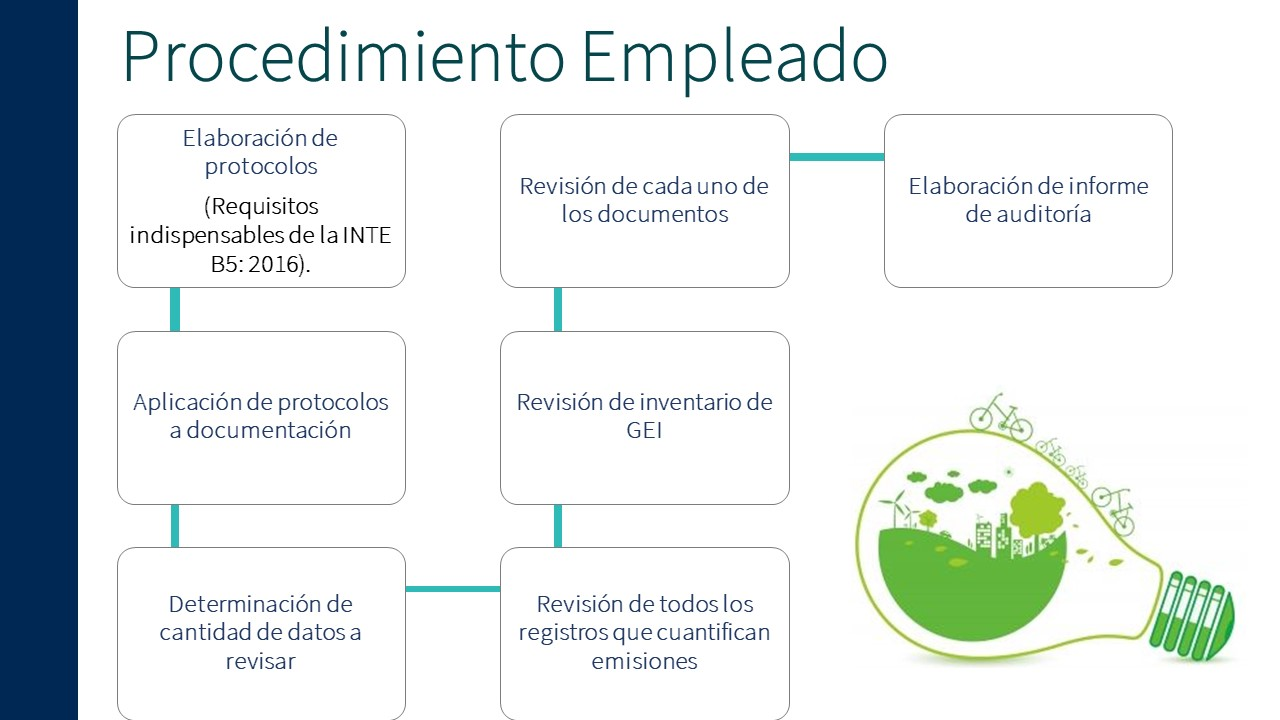 Procedimiento Empleado
Elaboración de
protocolos
(Requisitos
indispensables de la INTE
B5: 2016).
Aplicación de protocolos
a documentación
Determinación de
cantidad de datos a
revisar
Revisión de todos los
registros que cuantifican
emisiones
Revisión de inventario de
GEI
Revisión de cada uno de
los documentos
Elaboración de informe
de auditoría